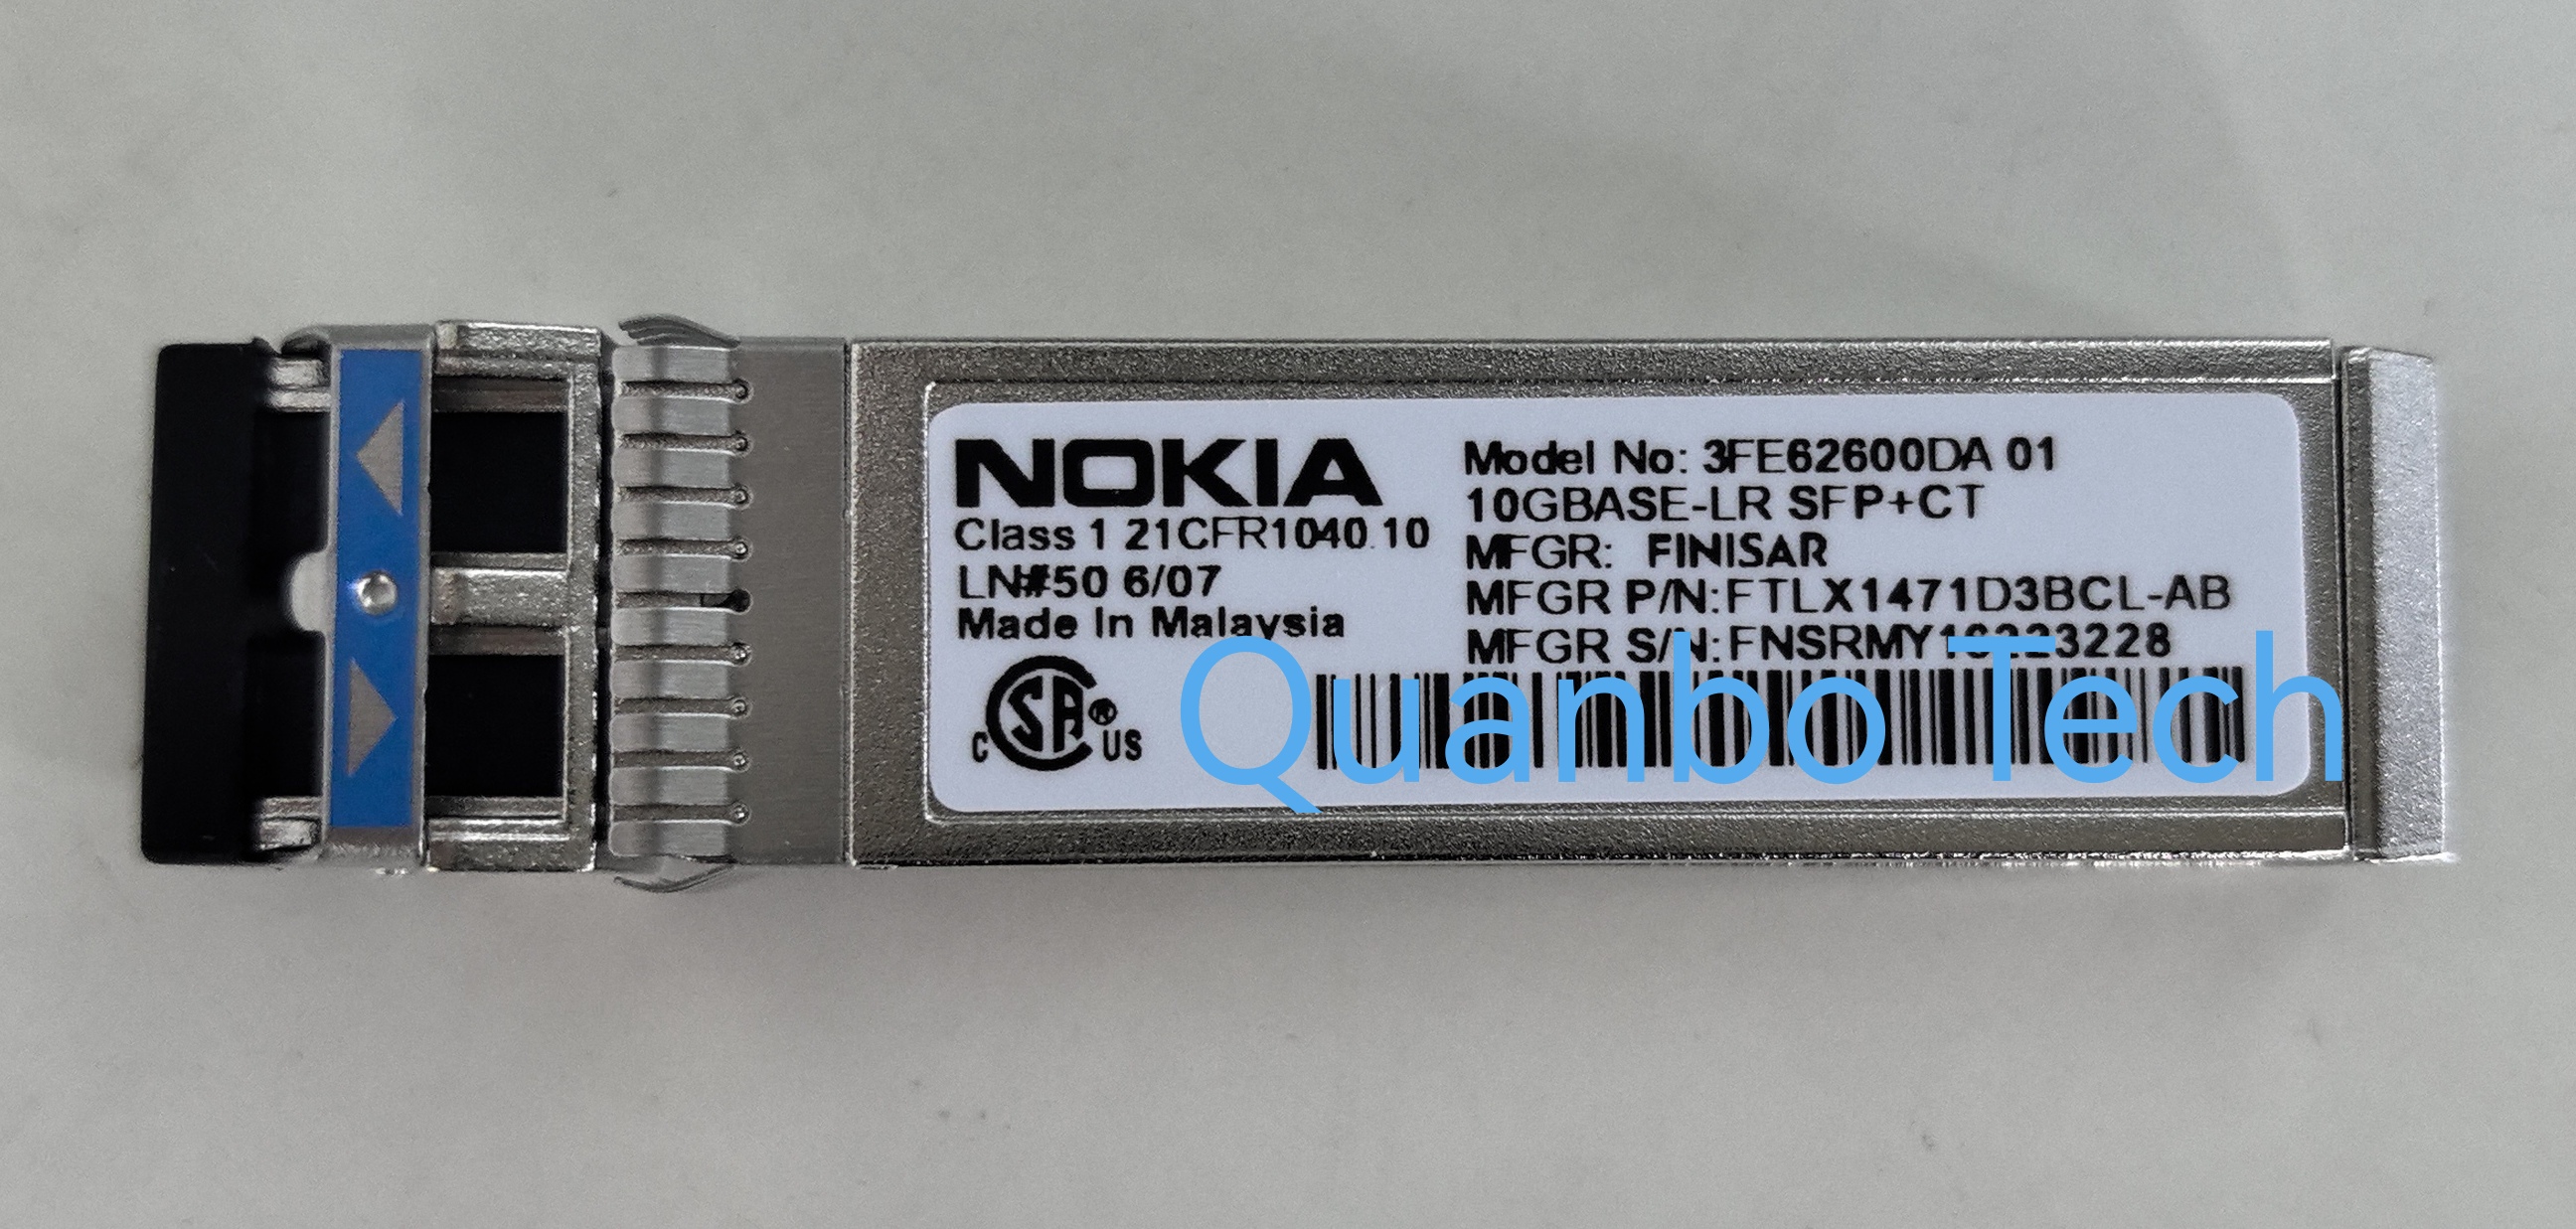 NOKIA
Class 1 21CFR1040.10
LN#50 6/07
Made In Malaysia
C US
Model No: 3FE62600DA 01
10GBASE-LR SFP+CT
MFGR: FINISAR
MFGR P/N:FTLX1471D3BCL-AB
MFGR S/N:
Quanbo Tech